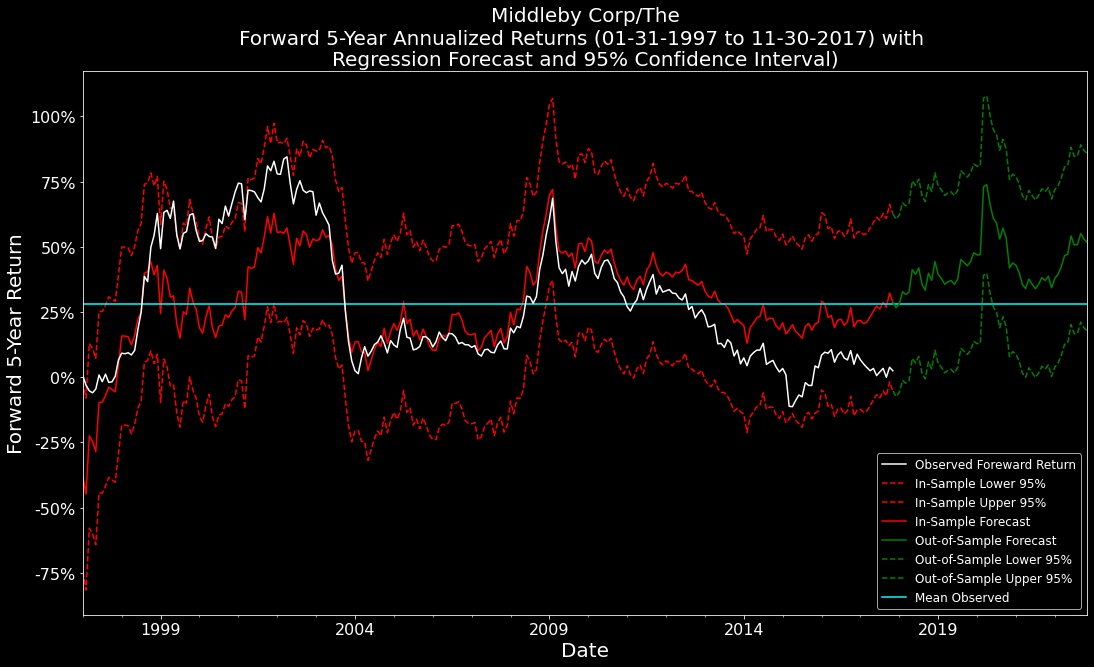 Middleby Corp/The
Forward 5-Year Annualized Returns (01-31-1997 to 11-30-2017) with
Regression Forecast and 95% Confidence Interval)
Forward 5-Year Return
100%
75%
50%
25%
0%
-25%
-50%
-75%
1999
2004
2009
2014
2019
Date
Observed Foreward Return
In-Sample Lower 95%
In-Sample Upper 95%
In-Sample Forecast
Out-of-Sample Forecast
Out-of-Sample Lower 95%
Out-of-Sample Upper 95%
Mean Observed